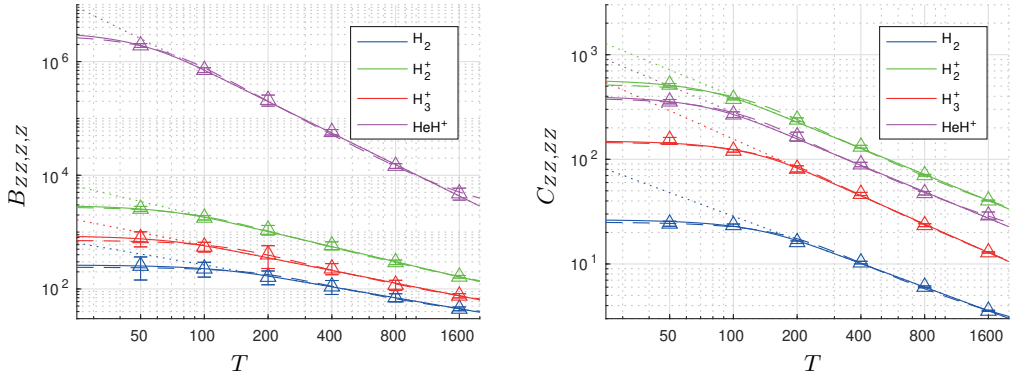 10^6
10^4
10^2
B_{ZZ,Z,Z}
H_2
H_2^+
H_3^+
HeH^+
50 100 200 400 800 1600
T
10^3
10^2
10^1
C_{ZZ,ZZ}
H_2
H_2^+
H_3^+
HeH^+
50 100 200 400 800 1600
T